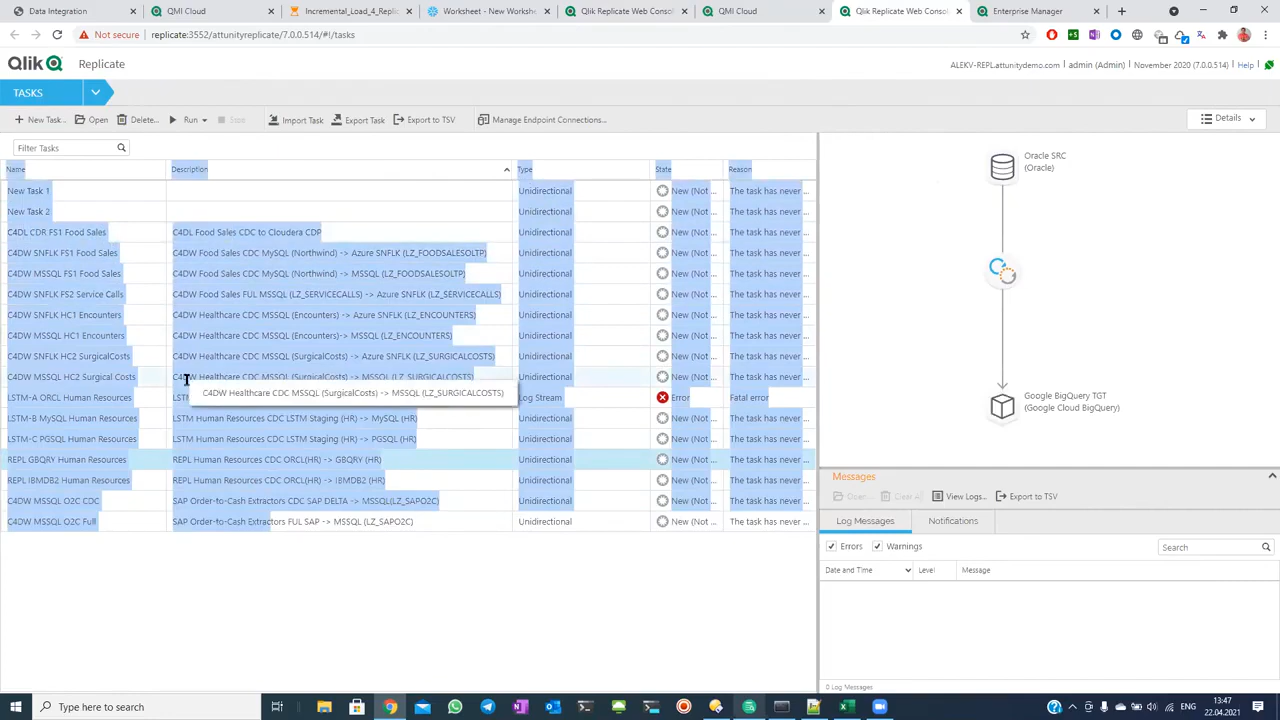 Data Integration
QMI Cloud
Incremental_Load_4_Replic
Worksheet - New Workshe
Qlik Replicate Web Consol
QMI Cloud
Qlik Replicate Web Conso
Enterprise Manager
Not secure
replicate:3552/attunityreplicate/7.0.0.514/#!/tasks
Qlik
Replicate
ALEKV-REPL.attunitydemo.com
admin (Admin)
November 2020 (7.0.0.514)
Help
TASKS
New Task...
Open
Delete...
Run
Stop
Import Task
Export Task
Export to TSV
Manage Endpoint Connections...
Details
Filter Tasks
Name Description Type State Reason
New Task 1 Unidirectional New (Not ... The task has never ...
New Task 2 Unidirectional New (Not ... The task has never ...
C4DL CDR FS1 Food Sales C4DL Food Sales CDC to Cloudera CDP Unidirectional New (Not ... The task has never ...
C4DW SNFLK FS1 Food Sales C4DW Food Sales CDC MySQL (Northwind) -> Azure SNFLK (LZ_FOODSALESOLTP) Unidirectional New (Not ... The task has never ...
C4DW MSSQL FS1 Food Sales C4DW Food Sales CDC MySQL (Northwind) -> MSSQL (LZ_FOODSALESOLTP) Unidirectional New (Not ... The task has never ...
C4DW SNFLK FS2 Service Calls C4DW Food Sales FUL MSSQL (LZ_SERVICECALLS) -> Azure SNFLK (LZ_SERVICECALLS) Unidirectional New (Not ... The task has never ...
C4DW SNFLK HC1 Encounters C4DW Healthcare CDC MSSQL (Encounters) -> Azure SNFLK (LZ_ENCOUNTERS) Unidirectional New (Not ... The task has never ...
C4DW MSSQL HC1 Encounters C4DW Healthcare CDC MSSQL (Encounters)-> MSSQL (LZ_ENCOUNTERS) Unidirectional New (Not ... The task has never ...
C4DW SNFLK HC2 SurgicalCosts C4DW Healthcare CDC MSSQL (SurgicalCosts) -> Azure SNFLK (LZ_SURGICALCOSTS) Unidirectional New (Not ... The task has never ...
C4DW MSSQL HC2 Surgical Costs C4DW Healthcare CDC MSSQL (SurgicalCosts) -> MSSQL (LZ_SURGICALCOSTS) Unidirectional New (Not ... The task has never ...
C4DW Healthcare CDC MSSQL (SurgicalCosts) -> MSSQL (LZ_SURGICALCOSTS)
LSTM-A ORCL Human Resources LST Log Stream Error Fatal error
LSTM-B MySQL Human Resources LSTM Human Resources CDC LSTM Staging (HR) -> MySQL (HR) Unidirectional New (Not ... The task has never ...
LSTM-C PGSQL Human Resources LSTM Human Resources CDC LSTM Staging (HR) -> PGSQL (HR) Unidirectional New (Not ... The task has never ...
REPL GBQRY Human Resources REPL Human Resources CDC ORCL(HR) -> GBQRY (HR) Unidirectional New (Not ... The task has never ...
REPL IBMDB2 Human Resources REPL Human Resources CDC ORCL(HR) -> IBMDB2 (HR) Unidirectional New (Not ... The task has never ...
C4DW MSSQL O2C CDC SAP Order-to-Cash Extractors CDC SAP DELTA -> MSSQL(LZ_SAPO2C) Unidirectional New (Not ... The task has never ...
C4DW MSSQL O2C Full SAP Order-to-Cash Extractors FUL SAP -> MSSQL (LZ_SAPO2C) Unidirectional New (Not ... The task has never ...
Oracle SRC
(Oracle)
Google BigQuery TGT
(Google Cloud BigQuery)
Messages
Open
Clear All
View Logs...
Export to TSV
Log Messages
Notifications
Errors
Warnings
Search
Date and Time Level Message
0 Log Messages
Type here to search
ENG
13:47
22.04.2021